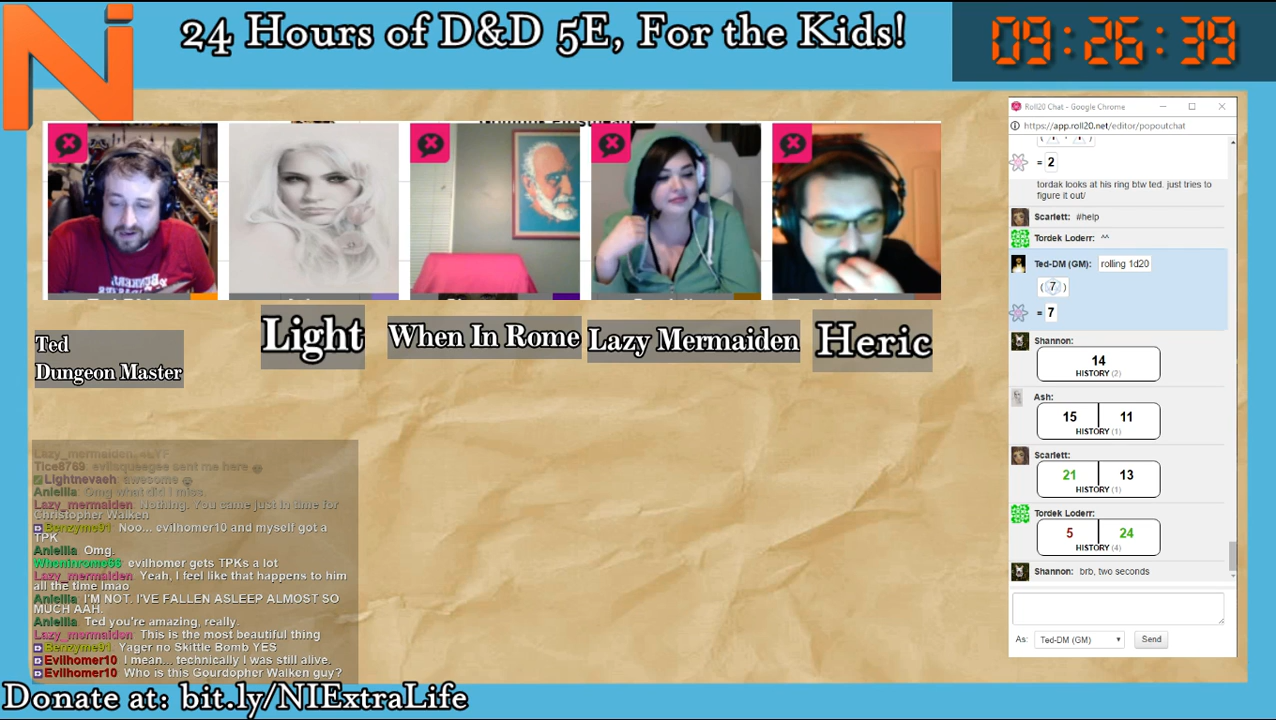 Ni
24 Hours of D&D 5E, For the Kids!
09:26:39
Roll20 Chat - Google Chrome
https://app.roll20.net/editor/popoutchat
= 2
tordak looks at his ring btw ted. just tries to
figure it out/
Scarlett: #help
Tordek Loderr: ^^
Ted-DM (GM): rolling 1d20
( 7 )
= 7
Shannon:
14
HISTORY (2)
Ash:
15 11
HISTORY (1)
Scarlett:
21 13
HISTORY (1)
Tordek Loderr:
5 24
HISTORY (4)
Shannon: brb, two seconds
As: Ted-DM (GM) Send
Ted
Dungeon Master
Light
When In Rome
Lazy Mermaiden
Heric
Tice8769: evilsqueegee sent me here
Lightnevaeh: awesome
Aniellia: Omg what did I miss.
Lazy_mermaiden: Nothing. You came just in time for
Christopher Walken
Benzyme91: Noo... evilhomer10 and myself got a
TPK
Aniellia: Omg.
Whoninrome66: evilhomer gets TPKs a lot
Lazy_mermaiden: Yeah, I feel like that happens to him
all the time lmao
Aniellia: I'M NOT. I'VE FALLEN ASLEEP ALMOST SO
MUCH AAH.
Aniellia: Ted you're amazing, really.
Lazy_mermaiden: This is the most beautiful thing
Benzyme91: Yager no Skittle Bomb YES
Evilhomer10 I mean... technically I was still alive.
Evilhomer10 Who is this Gourdopher Walken guy?
Donate at: bit.ly/NIExtraLife